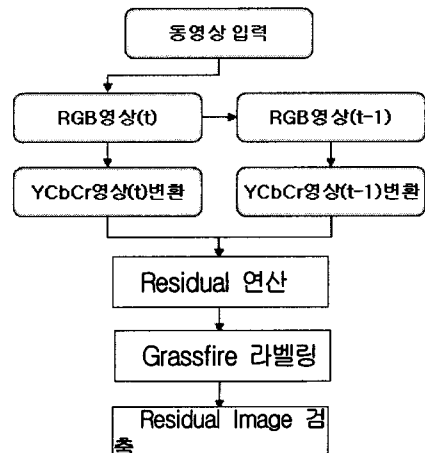 동영상 입력
RGB영상(t)
RGB영상(t-1)
YCbCr영상(t)변환
YCbCr영상(t-1)변환
Residual 연산
Grassfire 라벨링
Residual Image 검
출